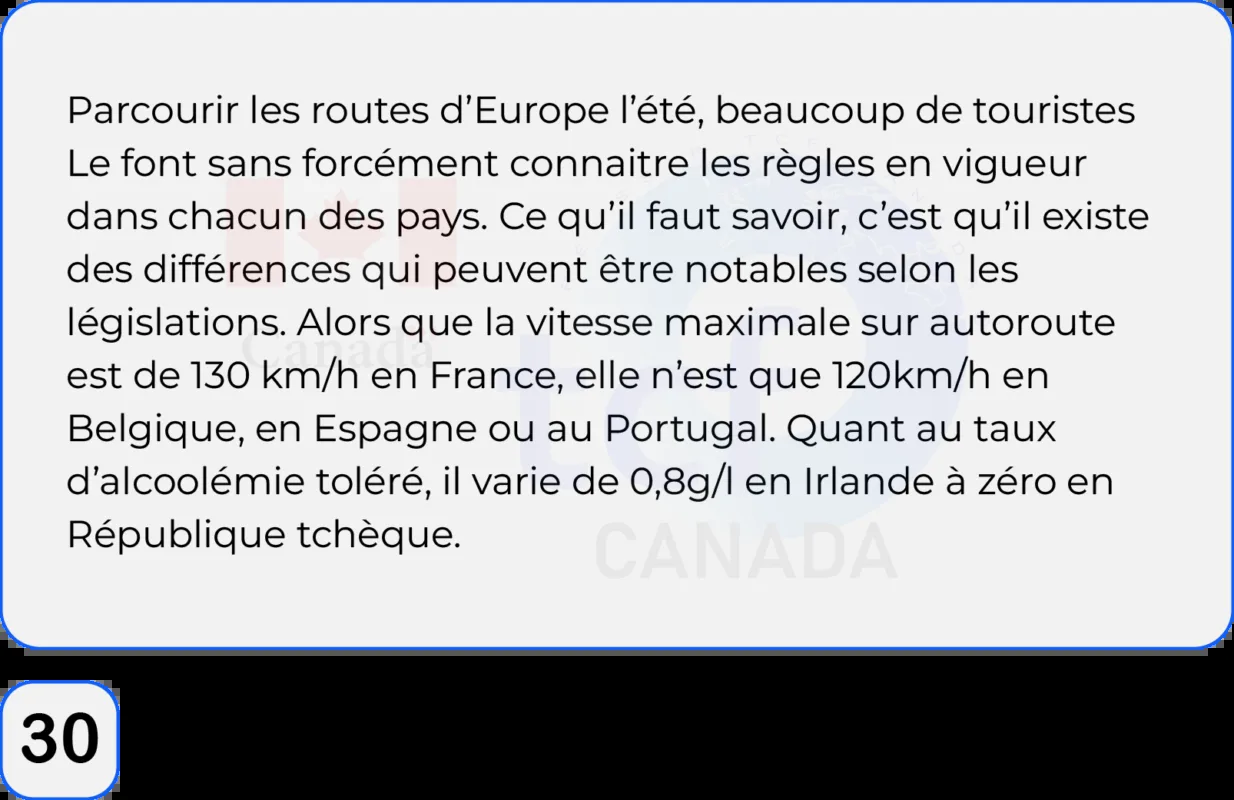 Parcourir les routes d’Europe l’été, beaucoup de touristes
Le font sans forcément connaitre les règles en vigueur
dans chacun des pays. Ce qu’il faut savoir, c’est qu’il existe
des différences qui peuvent être notables selon les
législations. Alors que la vitesse maximale sur autoroute
est de 130 km/h en France, elle n’est que 120km/h en
Belgique, en Espagne ou au Portugal. Quant au taux
d’alcoolémie toléré, il varie de 0,8g/l en Irlande à zéro en
République tchèque.
Canada
TCF
CANADA
30